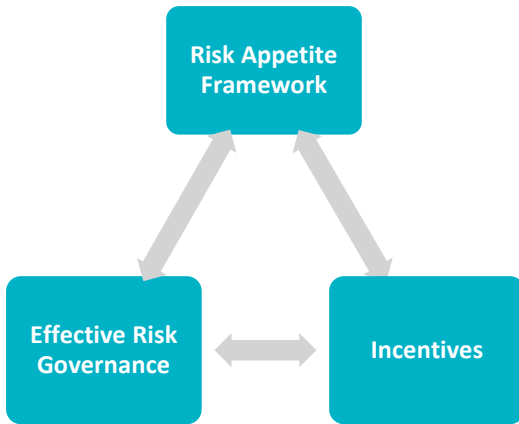 Risk Appetite
Framework
Effective Risk
Governance
Incentives